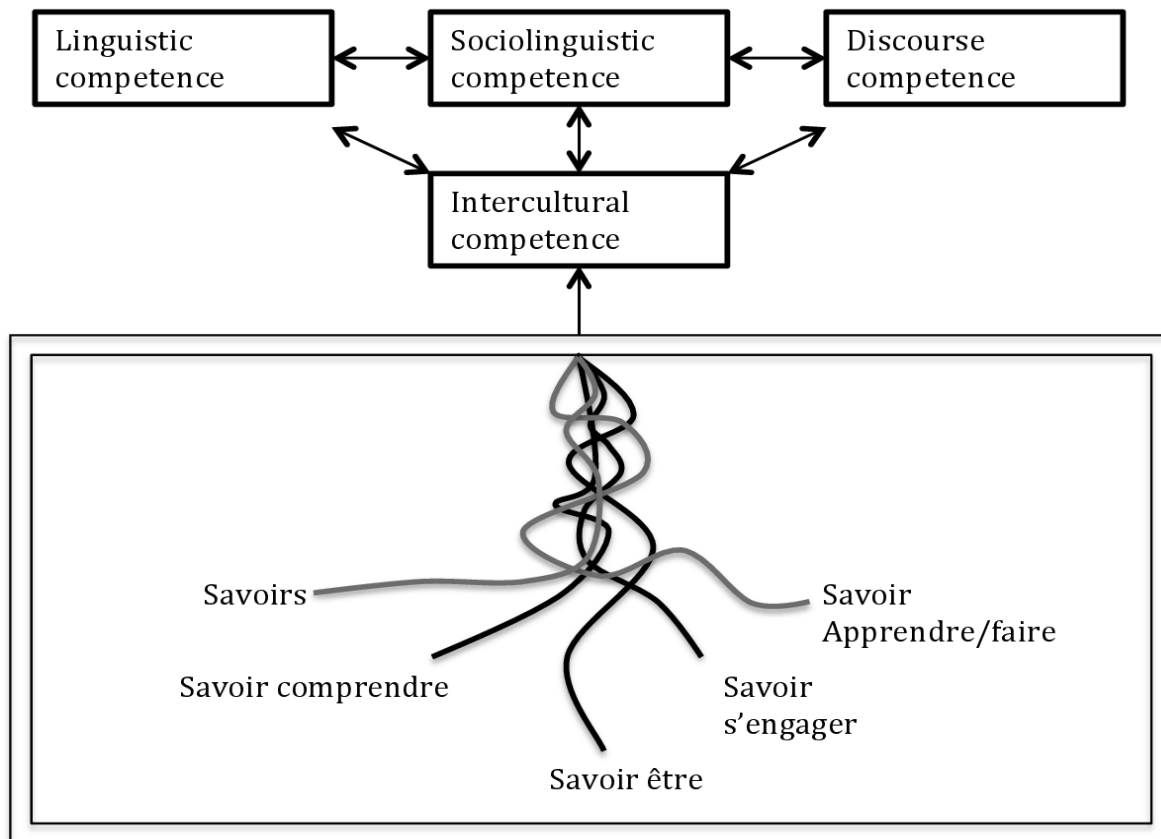 Linguistic
competence
Sociolinguistic
competence
Discourse
competence
Intercultural
competence
Savoirs
Savoir
Apprendre/faire
Savoir comprendre
Savoir
s’engager
Savoir être